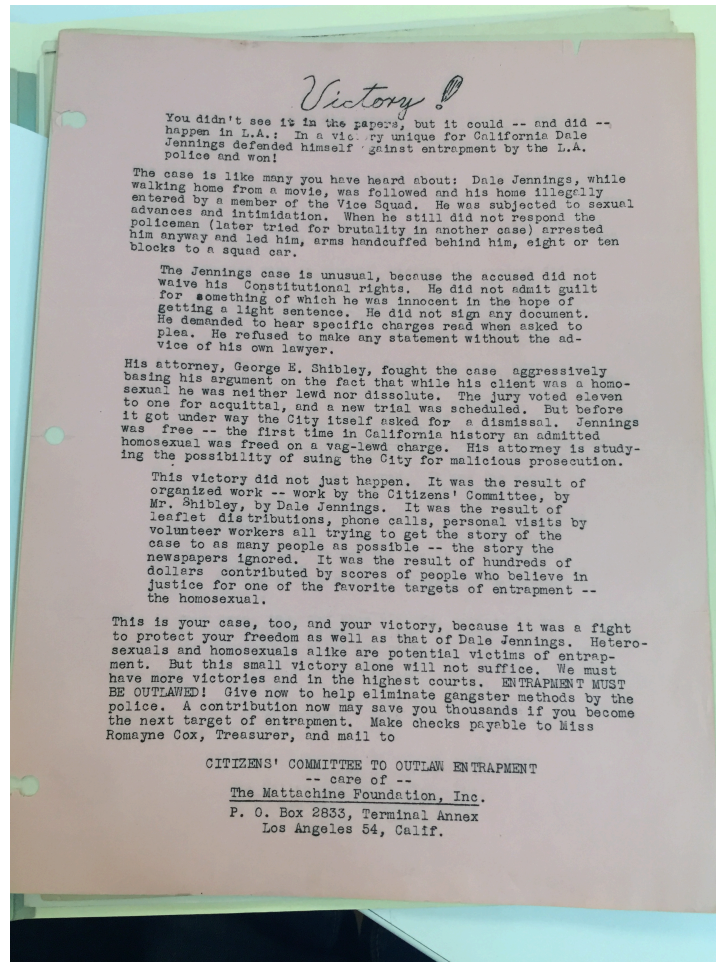 Victory!
You didn't see it in the papers, but it could -- and did --
happen in L.A.: In a victory unique for California Dale
Jennings defended himself against entrapment by the L.A.
police and won!
The case is like many you have heard about: Dale Jennings, while
walking home from a movie, was followed and his home illegally
entered by a member of the Vice Squad. He was subjected to sexual
advances and intimidation. When he still did not respond the
policeman (later tried for brutality in another case) arrested
him anyway and led him, arms handcuffed behind him, eight or ten
blocks to a squad car.
The Jennings case is unusual, because the accused did not
waive his Constitutional rights. He did not admit guilt
for something of which he was innocent in the hope of
getting a light sentence. He did not sign any document.
He demanded to hear specific charges read when asked to
plea. He refused to make any statement without the ad-
vice of his own lawyer.
His attorney, George E. Shibley, fought the case aggressively
basing his argument on the fact that while his client was a homo-
sexual he was neither lewd nor dissolute. The jury voted eleven
to one for acquittal, and a new trial was scheduled. But before
it got under way the City itself asked for a dismissal. Jennings
was free -- the first time in California history an admitted
homosexual was freed on a vag-lewd charge. His attorney is study-
ing the possibility of suing the City for malicious prosecution.
This victory did not just happen. It was the result of
organized work -- work by the Citizens' Committee, by
Mr. Shibley, by Dale Jennings. It was the result of
leaflet distributions, phone calls, personal visits by
volunteer workers all trying to get the story of the
case to as many people as possible -- the story the
newspapers ignored. It was the result of hundreds of
dollars contributed by scores of people who believe in
justice for one of the favorite targets of entrapment --
the homosexual.
This is your case, too, and your victory, because it was a fight
to protect your freedom as well as that of Dale Jennings. Hetero-
sexuals and homosexuals alike are potential victims of entrap-
ment. But this small victory alone will not suffice. We must
have more victories and in the highest courts. ENTRAPMENT MUST
BE OUTLAWED! Give now to help eliminate gangster methods by the
police. A contribution now may save you thousands if you become
the next target of entrapment. Make checks payable to Miss
Romayne Cox, Treasurer, and mail to
CITIZENS' COMMITTEE TO OUTLAW ENTRAPMENT
-- care of --
The Mattachine Foundation, Inc.
P. O. Box 2833, Terminal Annex
Los Angeles 54, Calif.